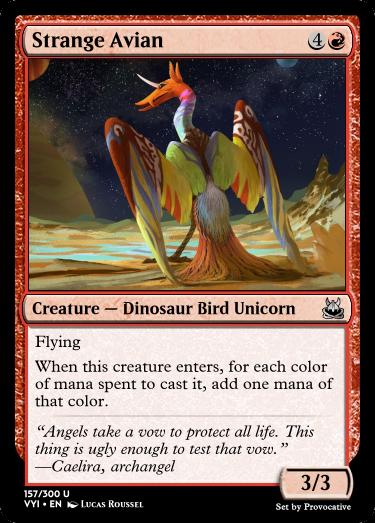 Strange Avian 4
Creature — Dinosaur Bird Unicorn
Flying
When this creature enters, for each color
of mana spent to cast it, add one mana of
that color.
“Angels take a vow to protect all life. This
thing is ugly enough to test that vow.”
—Caelira, archangel
3/3
157/300 U
VYI • EN Lucas Roussel
Set by Provocative